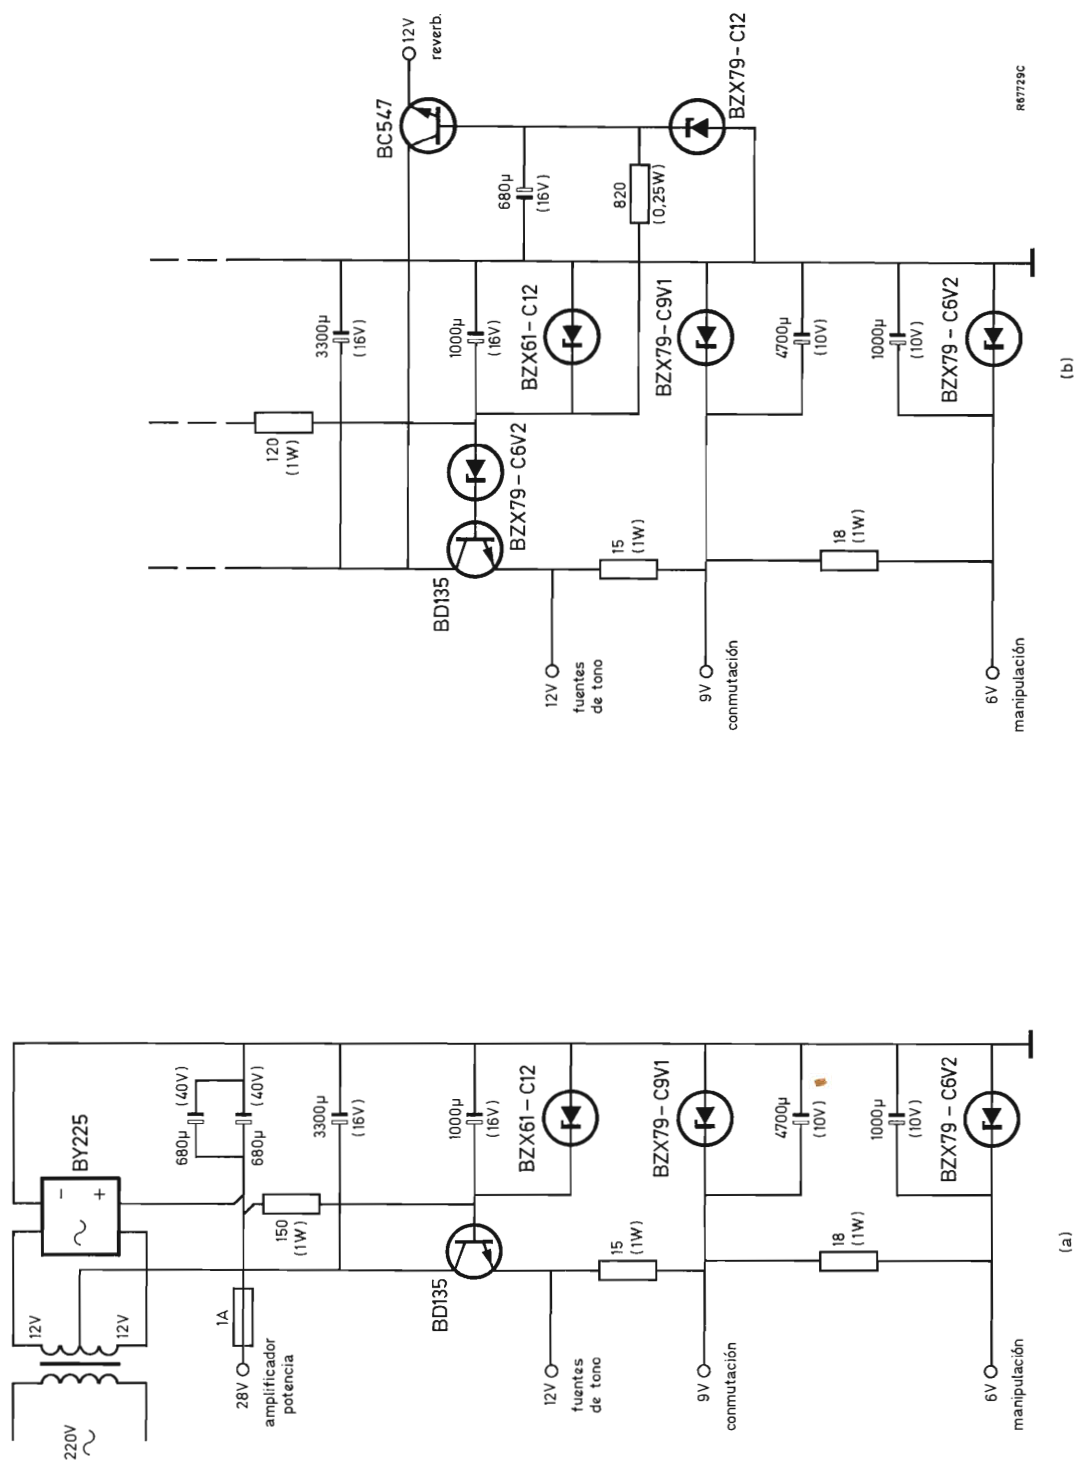 220V
12V
12V
BY225
− +
28V
amplificador
potencia
1A
680µ (40V)
680µ (40V)
150
(1W)
3300µ
(16V)
BD135
1000µ
(16V)
BZX61-C12
12V
fuentes
de tono
15
(1W)
BZX79-C9V1
9V
conmutación
4700µ
(10V)
18
(1W)
1000µ
(10V)
BZX79-C6V2
6V
manipulación
(a)
120
(1W)
3300µ
(16V)
BD135
BZX79-C6V2
1000µ
(16V)
BZX61-C12
BC547
12V
reverb.
680µ
(16V)
820
(0,25W)
BZX79-C12
12V
fuentes
de tono
15
(1W)
BZX79-C9V1
9V
conmutación
4700µ
(10V)
18
(1W)
1000µ
(10V)
BZX79-C6V2
6V
manipulación
R67729C
(b)